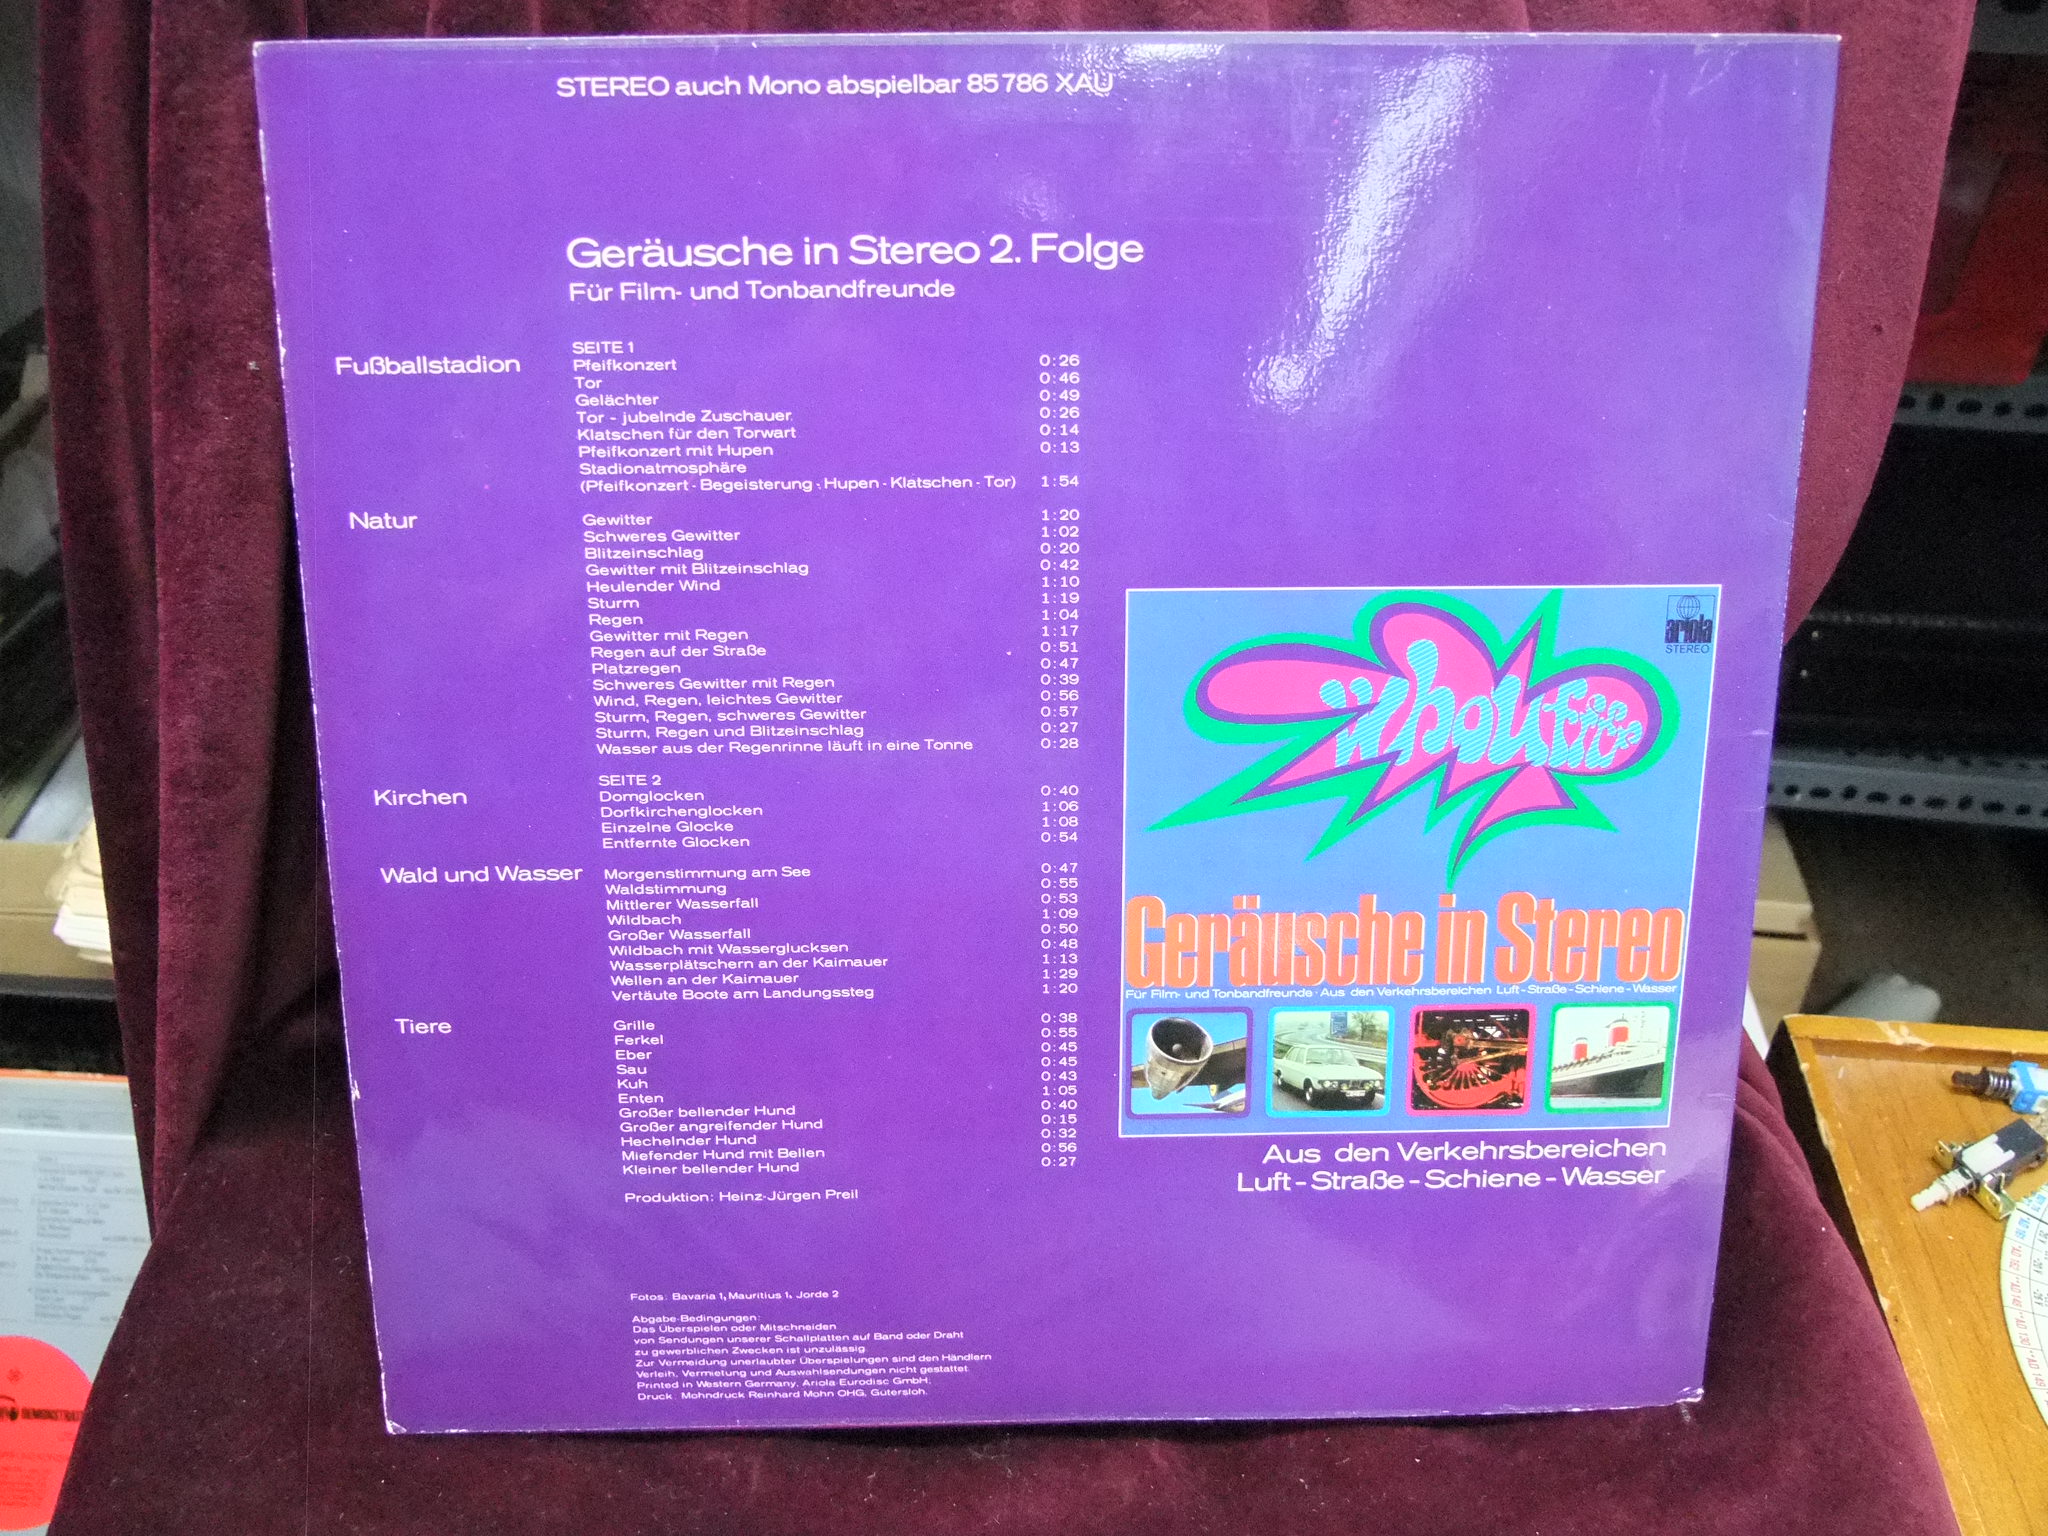 STEREO auch Mono abspielbar 85 786 XAU
Geräusche in Stereo 2. Folge
Für Film- und Tonbandfreunde
SEITE 1
Fußballstadion
Pfeifkonzert 0:26
Tor 0:46
Gelächter 0:49
Tor - jubelnde Zuschauer 0:26
Klatschen für den Torwart 0:14
Pfeifkonzert mit Hupen 0:13
Stadionatmosphäre
(Pfeifkonzert - Begeisterung - Hupen - Klatschen - Tor) 1:54
Natur
Gewitter 1:20
Schweres Gewitter 1:02
Blitzeinschlag 0:20
Gewitter mit Blitzeinschlag 0:42
Heulender Wind 1:10
Sturm 1:19
Regen 1:04
Gewitter mit Regen 1:17
Regen auf der Straße 0:51
Platzregen 0:47
Schweres Gewitter mit Regen 0:39
Wind, Regen, leichtes Gewitter 0:56
Sturm, Regen, schweres Gewitter 0:57
Sturm, Regen und Blitzeinschlag 0:27
Wasser aus der Regenrinne läuft in eine Tonne 0:28
SEITE 2
Kirchen
Domglocken 0:40
Dorfkirchenglocken 1:06
Einzelne Glocke 1:08
Entfernte Glocken 0:54
Wald und Wasser
Morgenstimmung am See 0:47
Waldstimmung 0:55
Mittlerer Wasserfall 0:53
Wildbach 1:09
Großer Wasserfall 0:50
Wildbach mit Wasserglucksen 0:48
Wasserplätschern an der Kaimauer 1:13
Wellen an der Kaimauer 1:29
Vertäute Boote am Landungssteg 1:20
Tiere
Grille 0:38
Ferkel 0:55
Eber 0:45
Sau 0:45
Kuh 0:43
Enten 1:05
Großer bellender Hund 0:40
Großer angreifender Hund 0:15
Hechelnder Hund 0:32
Miefender Hund mit Bellen 0:56
Kleiner bellender Hund 0:27
Produktion: Heinz-Jürgen Preil
Fotos: Bavaria 1, Mauritius 1, Jorde 2
Abgabe-Bedingungen:
Das Überspielen oder Mitschneiden
von Sendungen unserer Schallplatten auf Band oder Draht
zu gewerblichen Zwecken ist unzulässig.
Zur Vermeidung unerlaubter Überspielungen sind den Händlern
Verleih, Vermietung und Auswahlsendungen nicht gestattet.
Printed in Western Germany, Ariola Eurodisc GmbH,
Druck: Mohndruck Reinhard Mohn OHG, Gütersloh.
ariola
STEREO
Geräusche in Stereo
Für Film- und Tonbandfreunde · Aus den Verkehrsbereichen Luft - Straße - Schiene - Wasser
Aus den Verkehrsbereichen
Luft - Straße - Schiene - Wasser